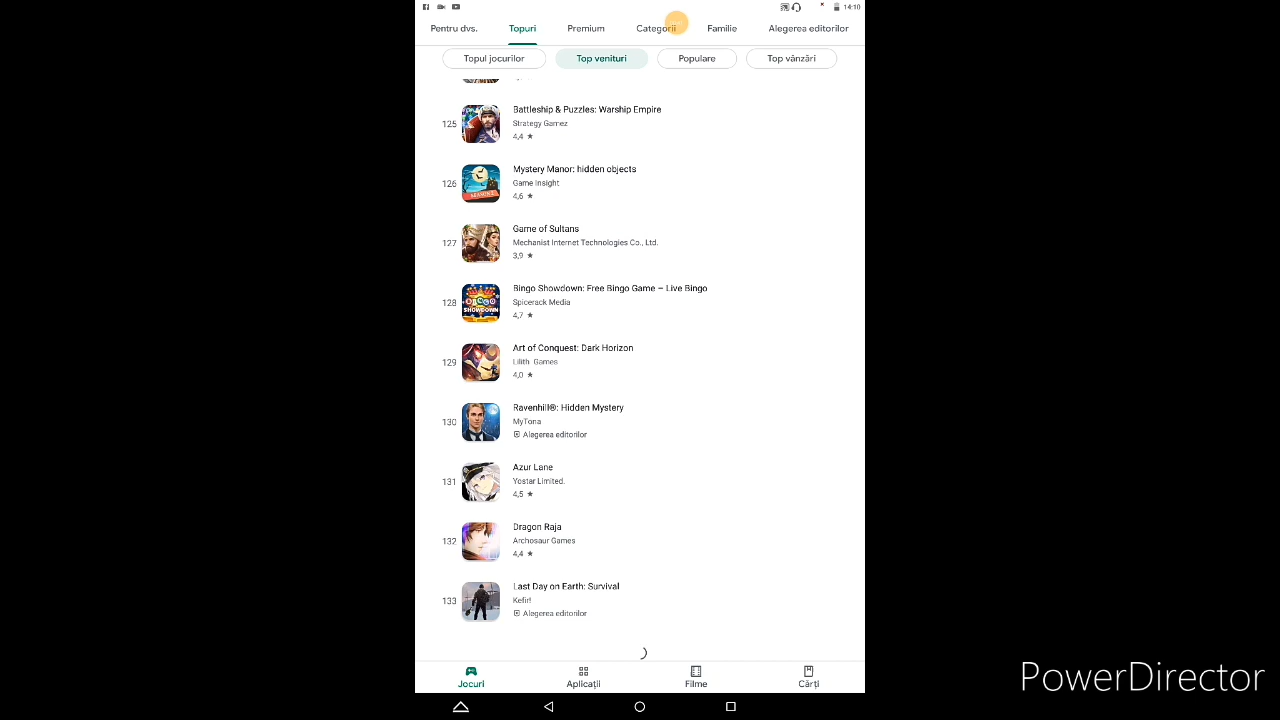 14:10
Pentru dvs. Topuri Premium Categorii Familie Alegerea editorilor
Topul jocurilor Top venituri Populare Top vânzări
125 Battleship & Puzzles: Warship Empire
Strategy Gamez
4,4 ★
126 Mystery Manor: hidden objects
Game Insight
4,6 ★
127 Game of Sultans
Mechanist Internet Technologies Co., Ltd.
3,9 ★
128 Bingo Showdown: Free Bingo Game – Live Bingo
Spicerack Media
4,7 ★
129 Art of Conquest: Dark Horizon
Lilith Games
4,0 ★
130 Ravenhill®: Hidden Mystery
MyTona
Alegerea editorilor
131 Azur Lane
Yostar Limited.
4,5 ★
132 Dragon Raja
Archosaur Games
4,4 ★
133 Last Day on Earth: Survival
Kefir!
Alegerea editorilor
Jocuri Aplicații Filme Cărți
PowerDirector